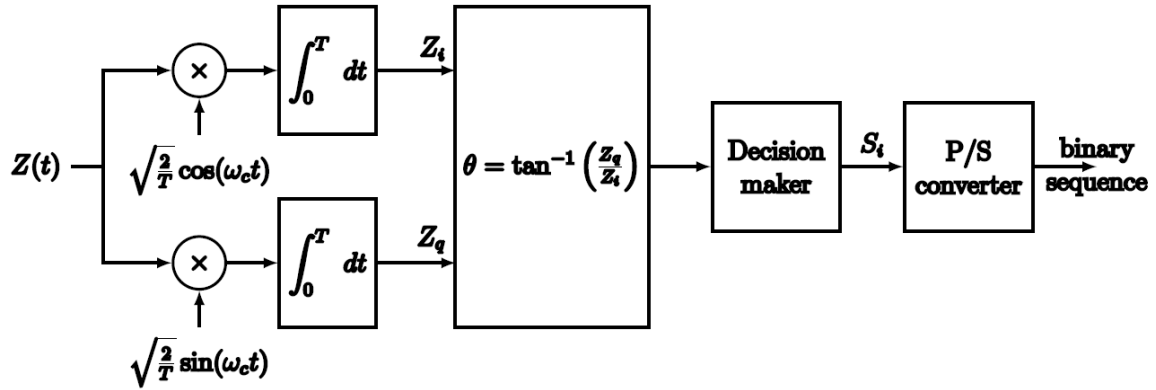 Z(t)
×
√(2/T) cos(ω_c t)
∫_0^T dt
Z_i
×
√(2/T) sin(ω_c t)
∫_0^T dt
Z_q
θ = tan⁻¹(Z_q/Z_i)
Decision
maker
S_i
P/S
converter
binary
sequence